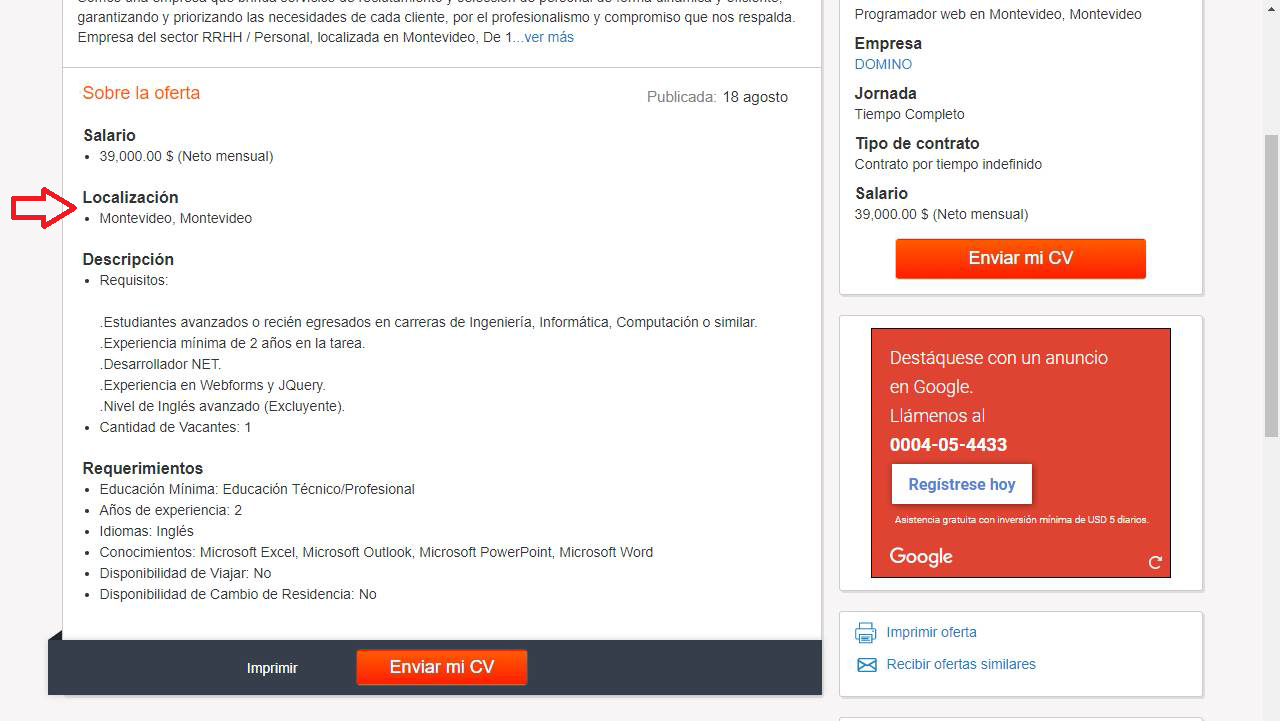 garantizando y priorizando las necesidades de cada cliente, por el profesionalismo y compromiso que nos respalda.
Empresa del sector RRHH / Personal, localizada en Montevideo, De 1...ver más
Sobre la oferta
Publicada: 18 agosto
Salario
39,000.00 $ (Neto mensual)
Localización
Montevideo, Montevideo
Descripción
Requisitos:
.Estudiantes avanzados o recién egresados en carreras de Ingeniería, Informática, Computación o similar.
.Experiencia mínima de 2 años en la tarea.
.Desarrollador NET.
.Experiencia en Webforms y JQuery.
.Nivel de Inglés avanzado (Excluyente).
Cantidad de Vacantes: 1
Requerimientos
Educación Mínima: Educación Técnico/Profesional
Años de experiencia: 2
Idiomas: Inglés
Conocimientos: Microsoft Excel, Microsoft Outlook, Microsoft PowerPoint, Microsoft Word
Disponibilidad de Viajar: No
Disponibilidad de Cambio de Residencia: No
Imprimir
Enviar mi CV
Programador web en Montevideo, Montevideo
Empresa
DOMINO
Jornada
Tiempo Completo
Tipo de contrato
Contrato por tiempo indefinido
Salario
39,000.00 $ (Neto mensual)
Enviar mi CV
Destáquese con un anuncio
en Google.
Llámenos al
0004-05-4433
Regístrese hoy
Asistencia gratuita con inversión mínima de USD 5 diarios.
Google
Imprimir oferta
Recibir ofertas similares